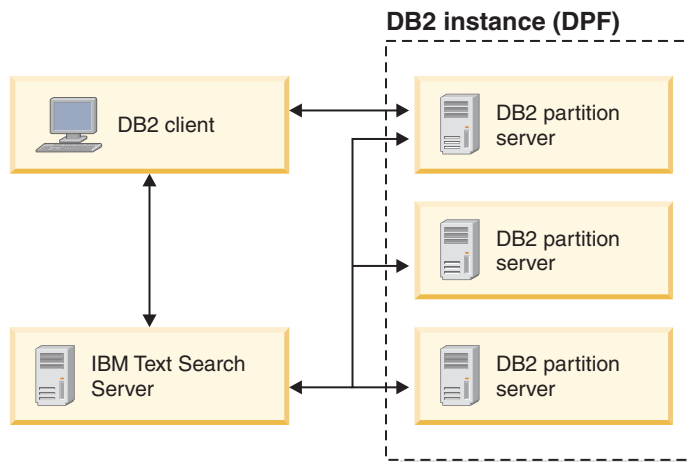 DB2 instance (DPF)
DB2 client
DB2 partition
server
DB2 partition
server
IBM Text Search
Server
DB2 partition
server